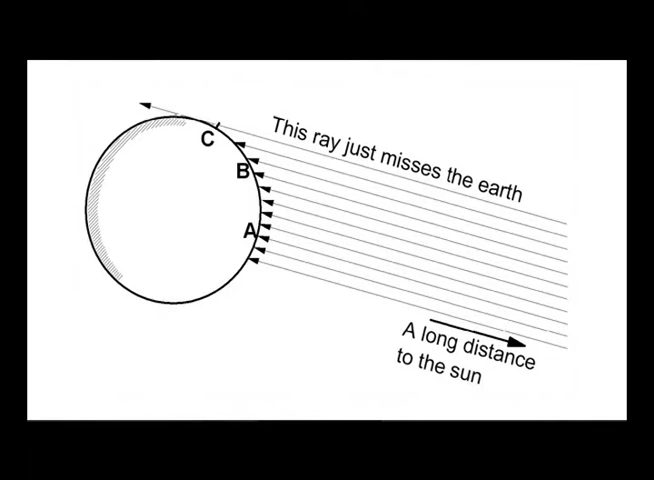 This ray just misses the earth
C
B
A
A long distance
to the sun